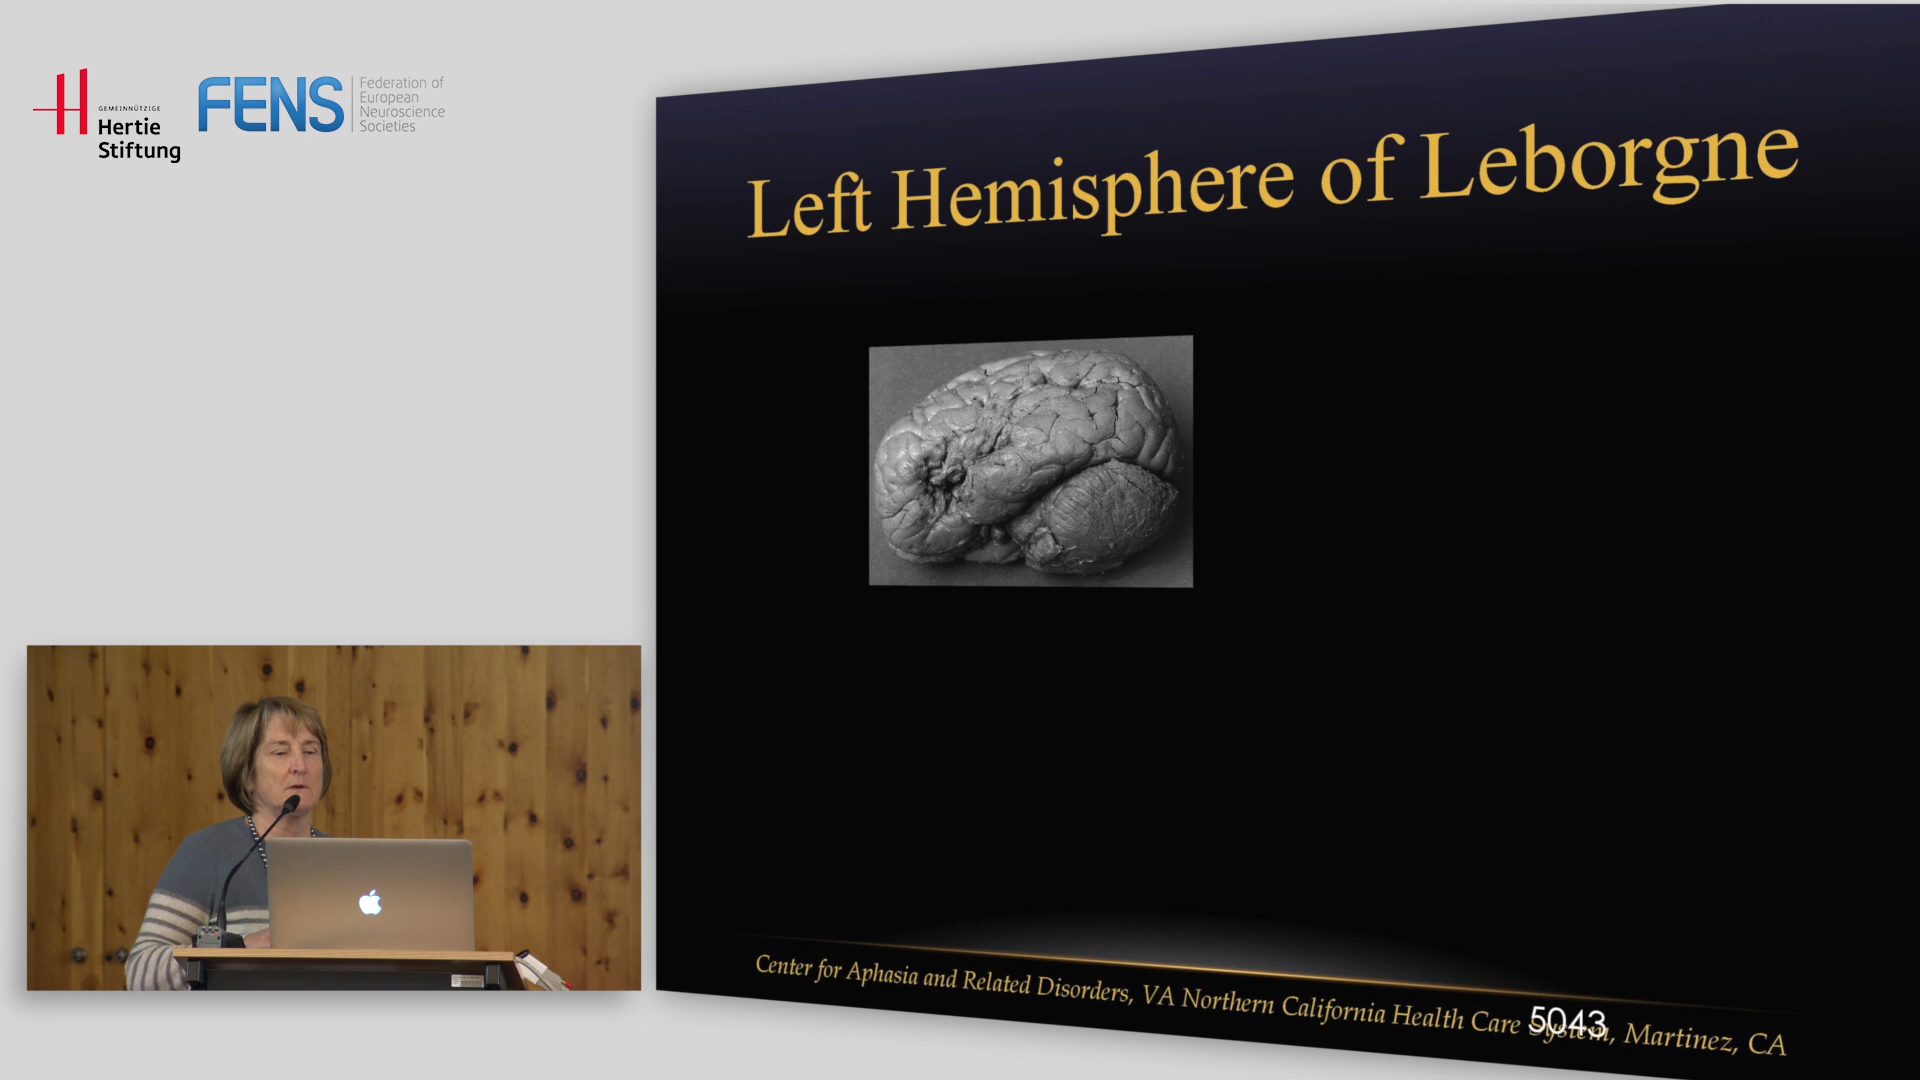 GEMEINNÜTZIGE
Hertie
Stiftung
FENS
Federation of
European
Neuroscience
Societies
Left Hemisphere of Leborgne
Center for Aphasia and Related Disorders, VA Northern California Health Care System, Martinez, CA
5043